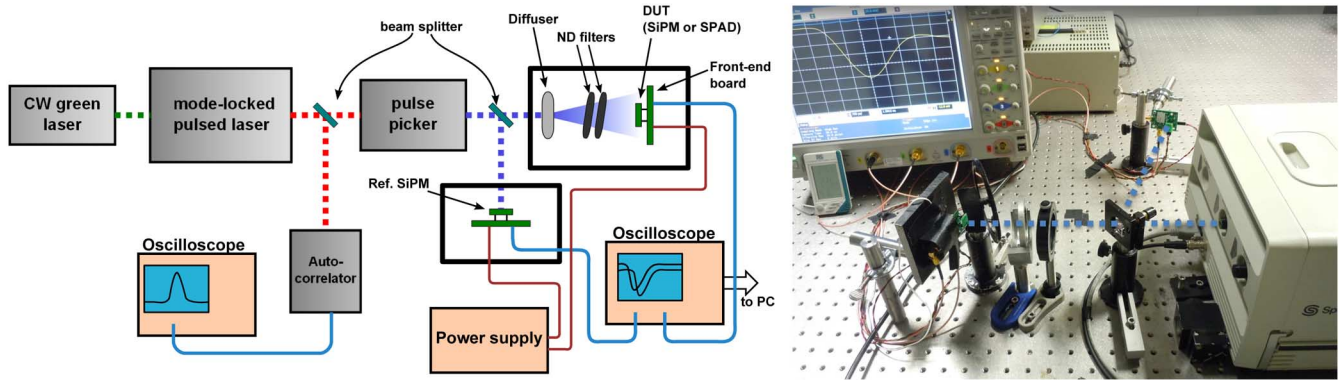 CW green
laser
mode-locked
pulsed laser
beam splitter
pulse
picker
Diffuser
ND filters
DUT
(SiPM or SPAD)
Front-end
board
Ref. SiPM
Oscilloscope
Auto-
correlator
Power supply
Oscilloscope
to PC
Sp